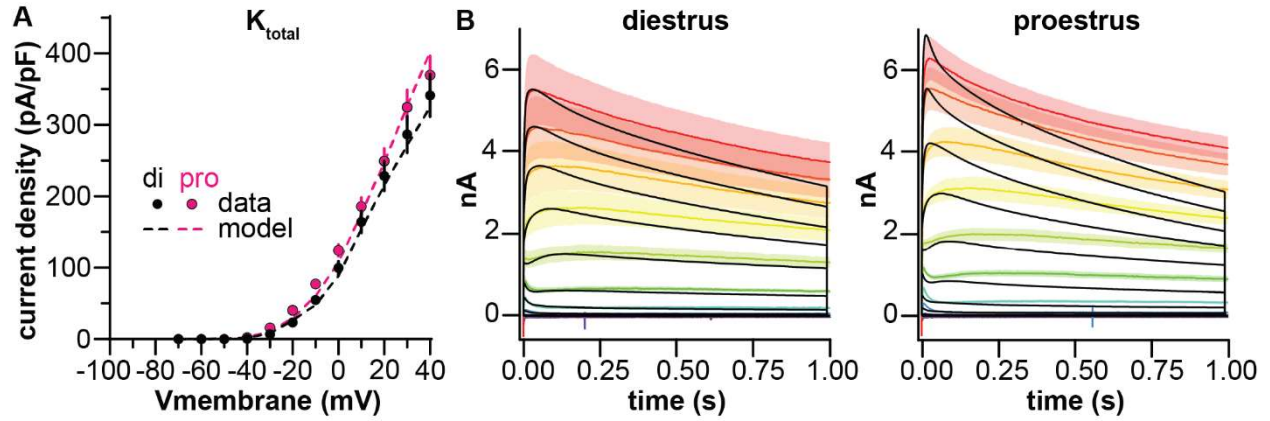 A
K total
current density (pA/pF)
400
300
200
100
0
di pro
data
model
-100 -80 -60 -40 -20 0 20 40
Vmembrane (mV)
B
diestrus
nA
6
4
2
0
0.00 0.25 0.50 0.75 1.00
time (s)
proestrus
nA
6
4
2
0
0.00 0.25 0.50 0.75 1.00
time (s)